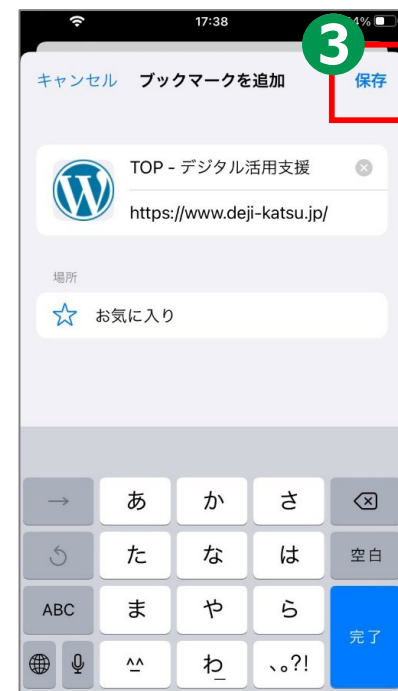 17:38
3
4%
キャンセル ブックマークを追加 保存
TOP - デジタル活用支援
https://www.deji-katsu.jp/
場所
お気に入り
→ あ か さ
た な は 空白
ABC ま や ら
完了
^^ わ_ 、。?!